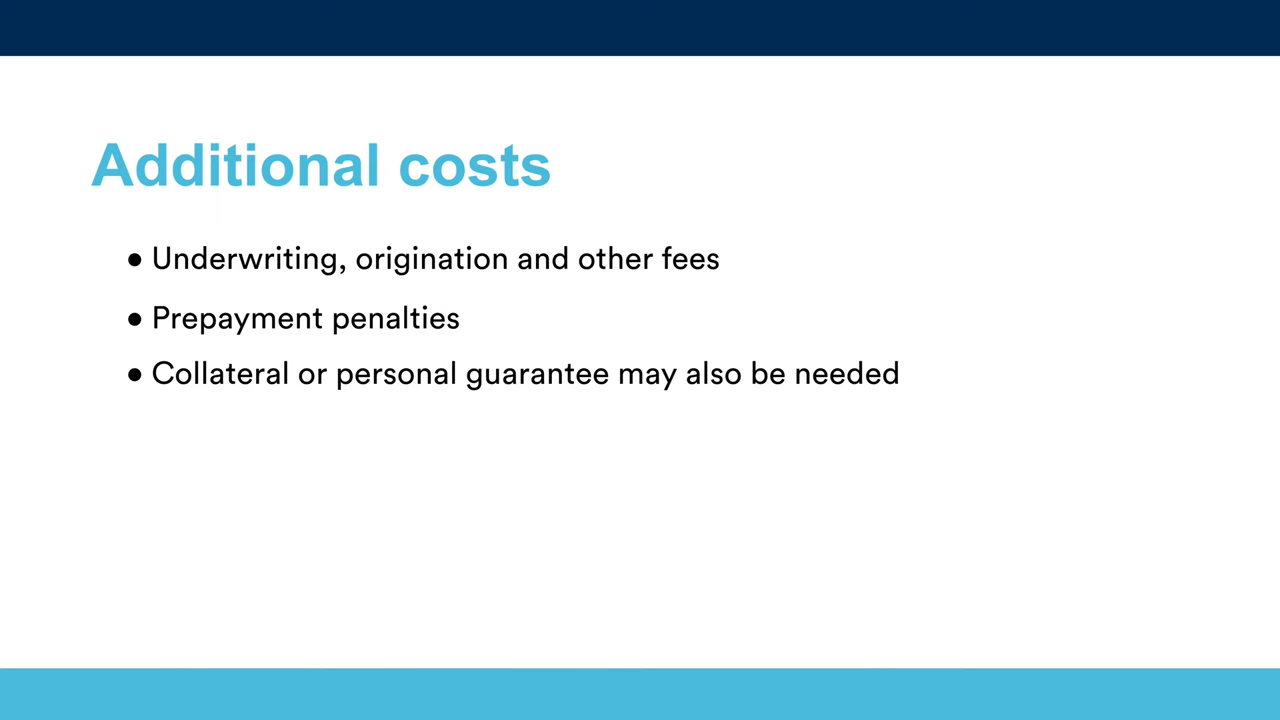 Additional costs
● Underwriting, origination and other fees
● Prepayment penalties
● Collateral or personal guarantee may also be needed